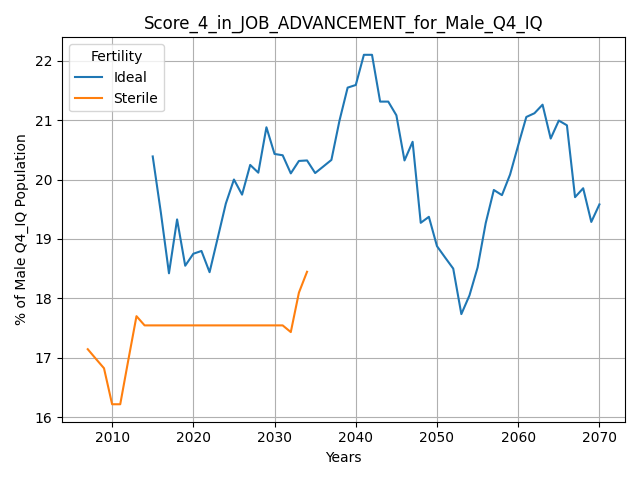 Score_4_in_JOB_ADVANCEMENT_for_Male_Q4_IQ
Fertility
Ideal
Sterile
% of Male Q4_IQ Population
22
21
20
19
18
17
16
2010 2020 2030 2040 2050 2060 2070
Years